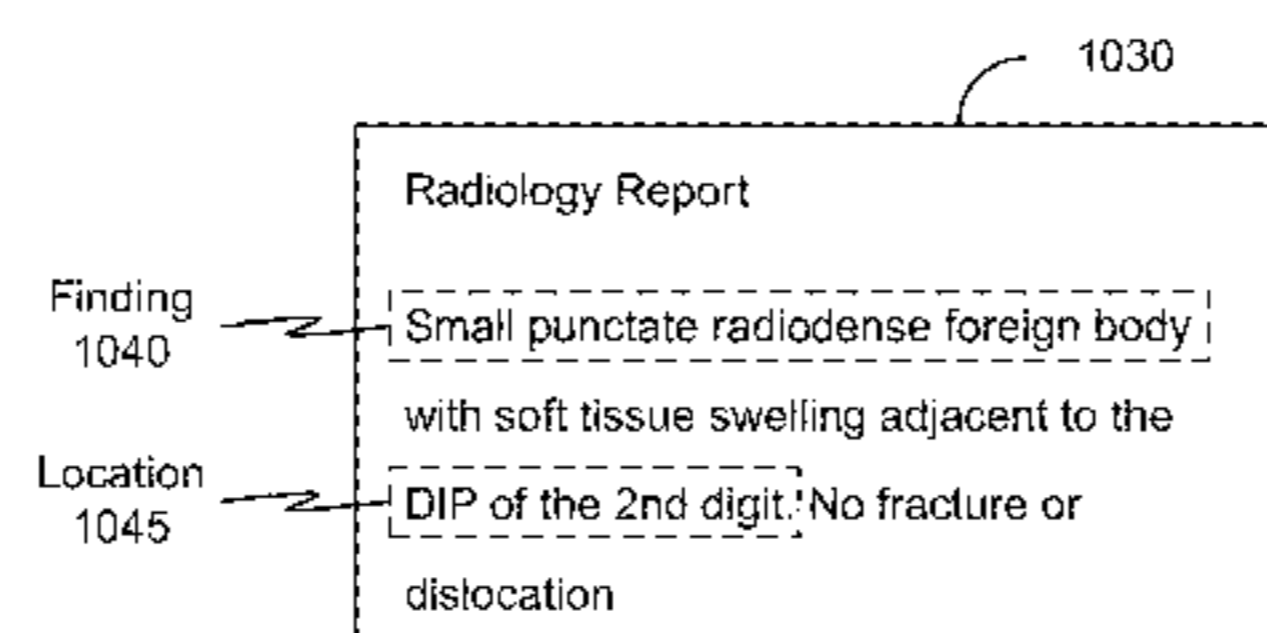 1030
Radiology Report
Finding
1040
Small punctate radiodense foreign body
with soft tissue swelling adjacent to the
Location
1045
DIP of the 2nd digit. No fracture or
dislocation